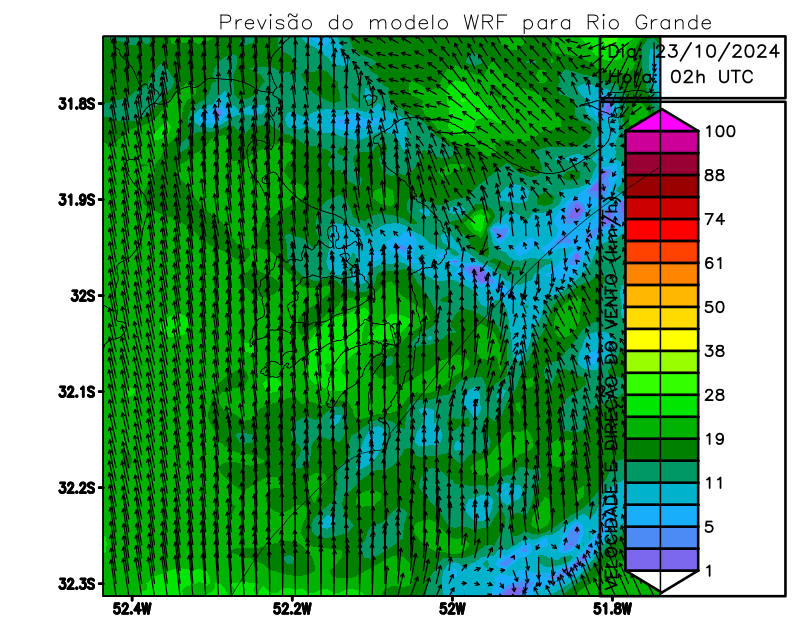 Previsão do modelo WRF para Rio Grande
Dia: 23/10/2024
Hora: 02h UTC
31.8S
31.9S
32S
32.1S
32.2S
32.3S
52.4W
52.2W
52W
51.8W
VELOCIDADE E DIREÇÃO DO VENTO (km/h)
100
88
74
61
50
38
28
19
11
5
1